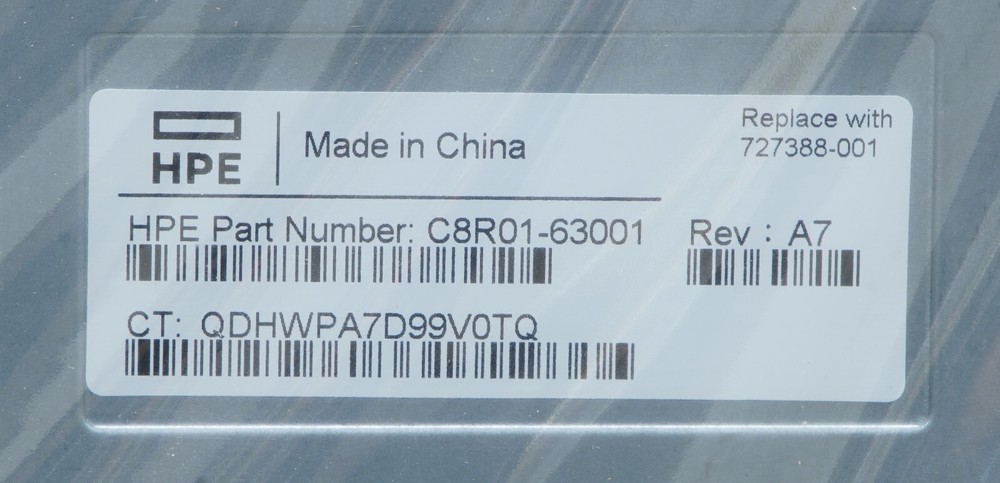 HPE
Made in China
Replace with
727388-001
HPE Part Number: C8R01-63001
Rev : A7
CT: QDHWPA7D99V0TQ